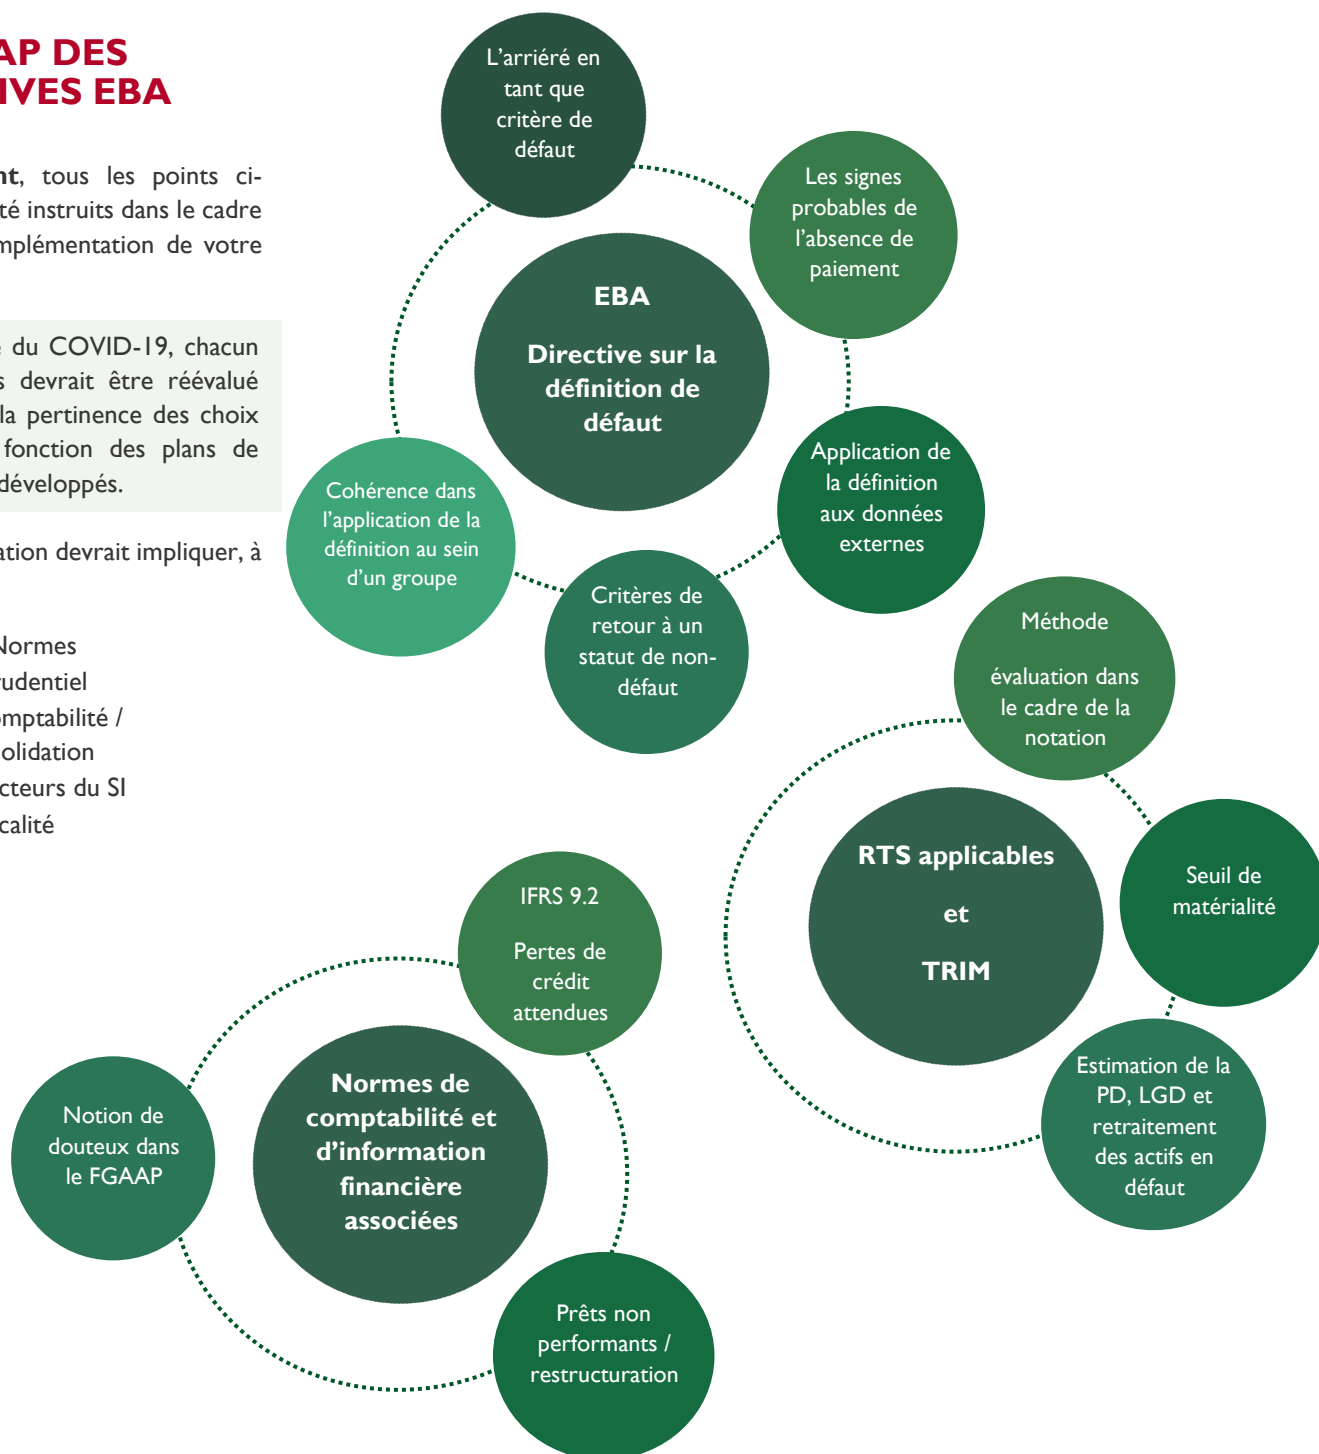 AP DES
IVES EBA
nt, tous les points ci-
té instruits dans le cadre
mplémentation de votre
e du COVID-19, chacun
s devrait être réévalué
la pertinence des choix
fonction des plans de
développés.
ation devrait impliquer, à
Normes
rudentiel
omptabilité /
solidation
cteurs du SI
calité
L’arriéré en
tant que
critère de
défaut
Les signes
probables de
l’absence de
paiement
EBA
Directive sur la
définition de
défaut
Application de
la définition
aux données
externes
Cohérence dans
l’application de la
définition au sein
d’un groupe
Critères de
retour à un
statut de non-
défaut
Méthode
évaluation dans
le cadre de la
notation
RTS applicables
et
TRIM
Seuil de
matérialité
Estimation de la
PD, LGD et
retraitement
des actifs en
défaut
IFRS 9.2
Pertes de
crédit
attendues
Normes de
comptabilité et
d’information
financière
associées
Notion de
douteux dans
le FGAAP
Prêts non
performants /
restructuration